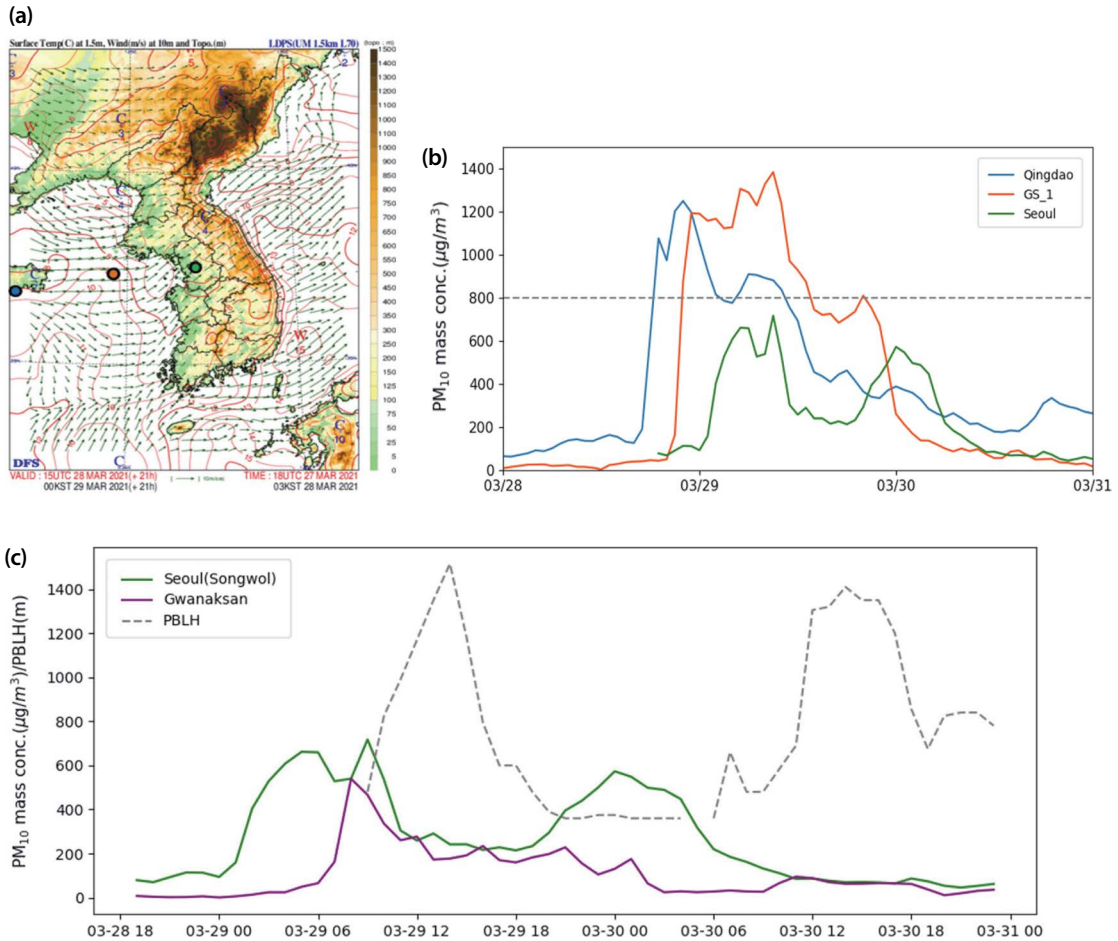 (a)
Surface Temp(C) at 1.5m, Wind(m/s) at 10m and Topo.(m)
LDPS(UM 1.5km L70)
(topo : m)
1500
1400
1300
1200
1100
1000
950
900
850
800
750
700
650
600
550
500
450
400
350
300
250
200
150
100
75
50
25
5
0
DFS
VALID : 15UTC 28 MAR 2021(+ 21h)
TIME : 18UTC 27 MAR 2021
00KST 29 MAR 2021(+ 21h)
10m/sec
03KST 28 MAR 2021
(b)
PM10 mass conc.(μg/m³)
1400
1200
1000
800
600
400
200
0
Qingdao
GS_1
Seoul
03/28
03/29
03/30
03/31
(c)
PM10 mass conc.(μg/m³)/PBLH(m)
1400
1200
1000
800
600
400
200
0
Seoul(Songwol)
Gwanaksan
PBLH
03-28 18
03-29 00
03-29 06
03-29 12
03-29 18
03-30 00
03-30 06
03-30 12
03-30 18
03-31 00